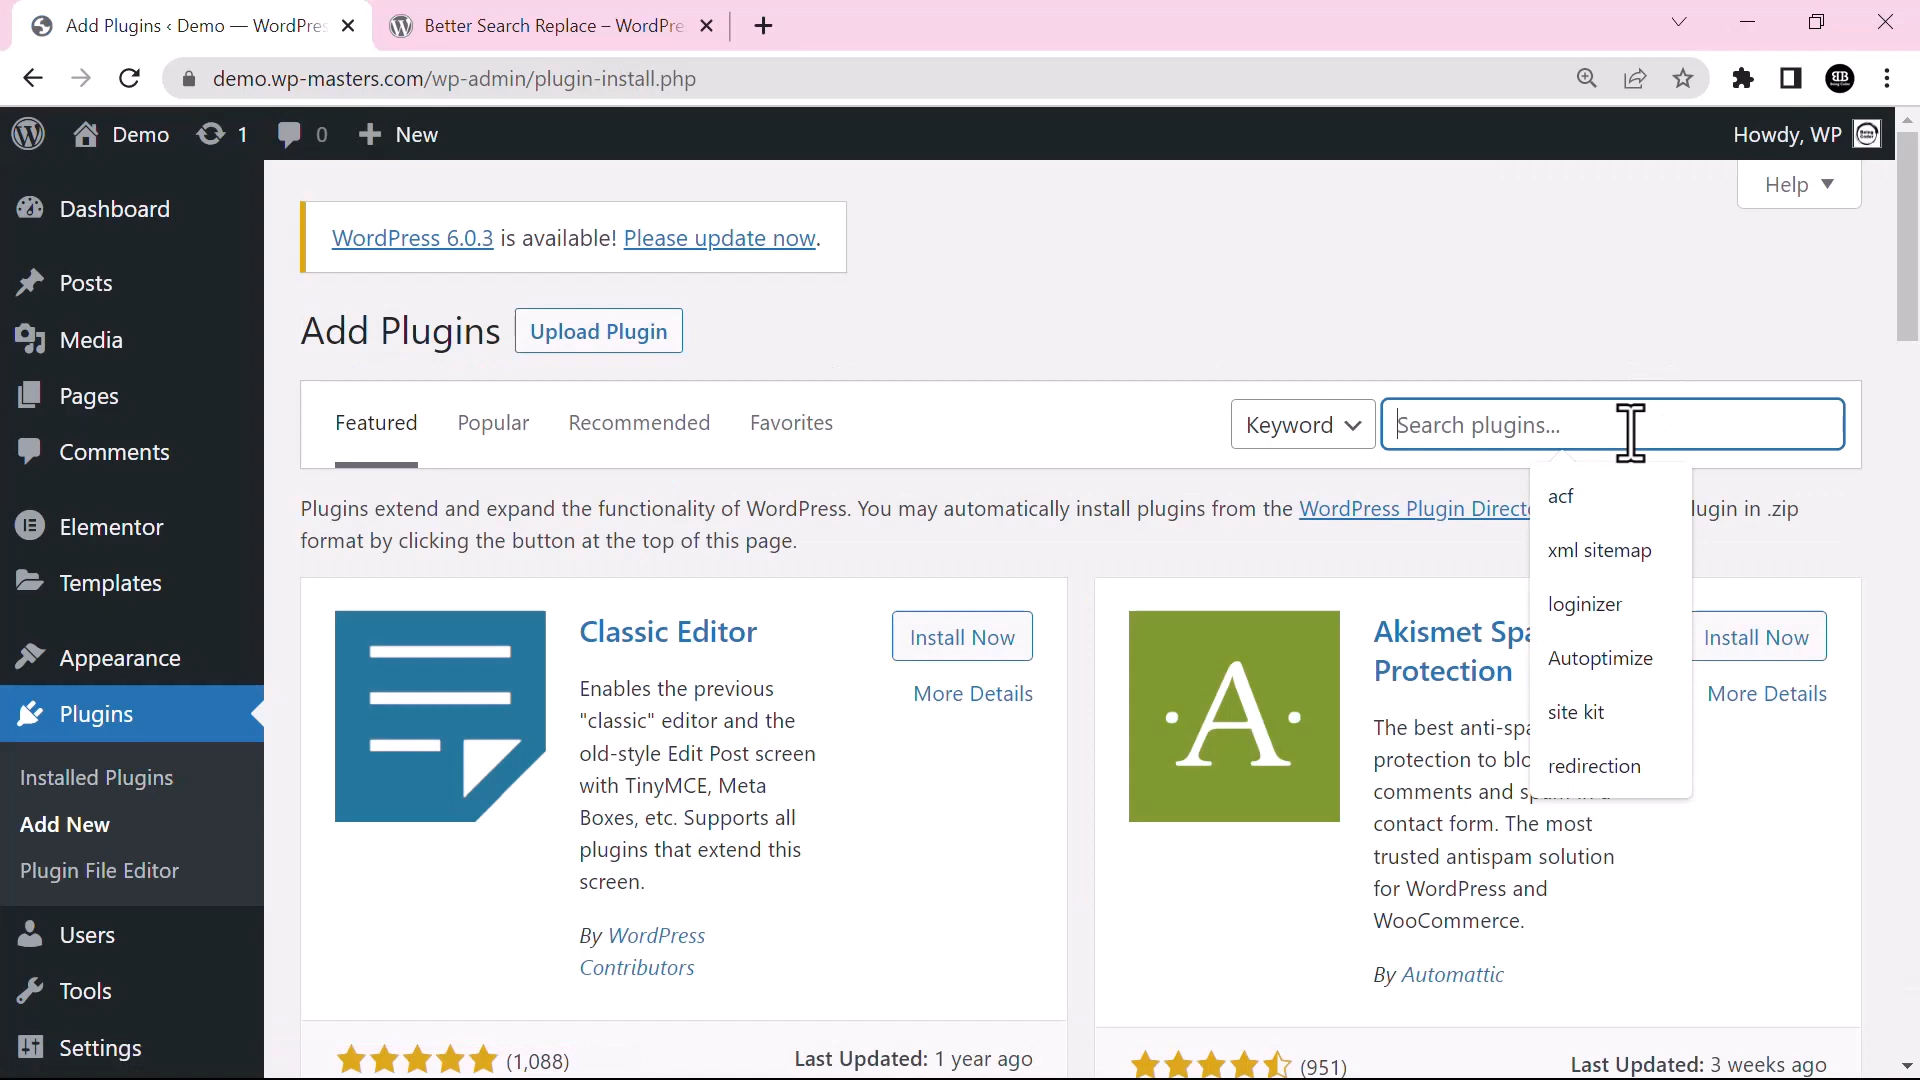 Add Plugins ‹ Demo — WordPres
Better Search Replace – WordPre
demo.wp-masters.com/wp-admin/plugin-install.php
Demo
1
0
New
Howdy, WP
Help
Dashboard
Posts
Media
Pages
Comments
Elementor
Templates
Appearance
Plugins
Installed Plugins
Add New
Plugin File Editor
Users
Tools
Settings
WordPress 6.0.3 is available! Please update now.
Add Plugins
Upload Plugin
Featured
Popular
Recommended
Favorites
Keyword
Search plugins...
acf
xml sitemap
loginizer
Autoptimize
site kit
redirection
Plugins extend and expand the functionality of WordPress. You may automatically install plugins from the WordPress Plugin Directo lugin in .zip
format by clicking the button at the top of this page.
Classic Editor
Install Now
More Details
Enables the previous
"classic" editor and the
old-style Edit Post screen
with TinyMCE, Meta
Boxes, etc. Supports all
plugins that extend this
screen.
By WordPress
Contributors
(1,088)
Last Updated: 1 year ago
Akismet Spa
Protection
Install Now
More Details
The best anti-spa
protection to blo
comments and
contact form. The most
trusted antispam solution
for WordPress and
WooCommerce.
By Automattic
(951)
Last Updated: 3 weeks ago